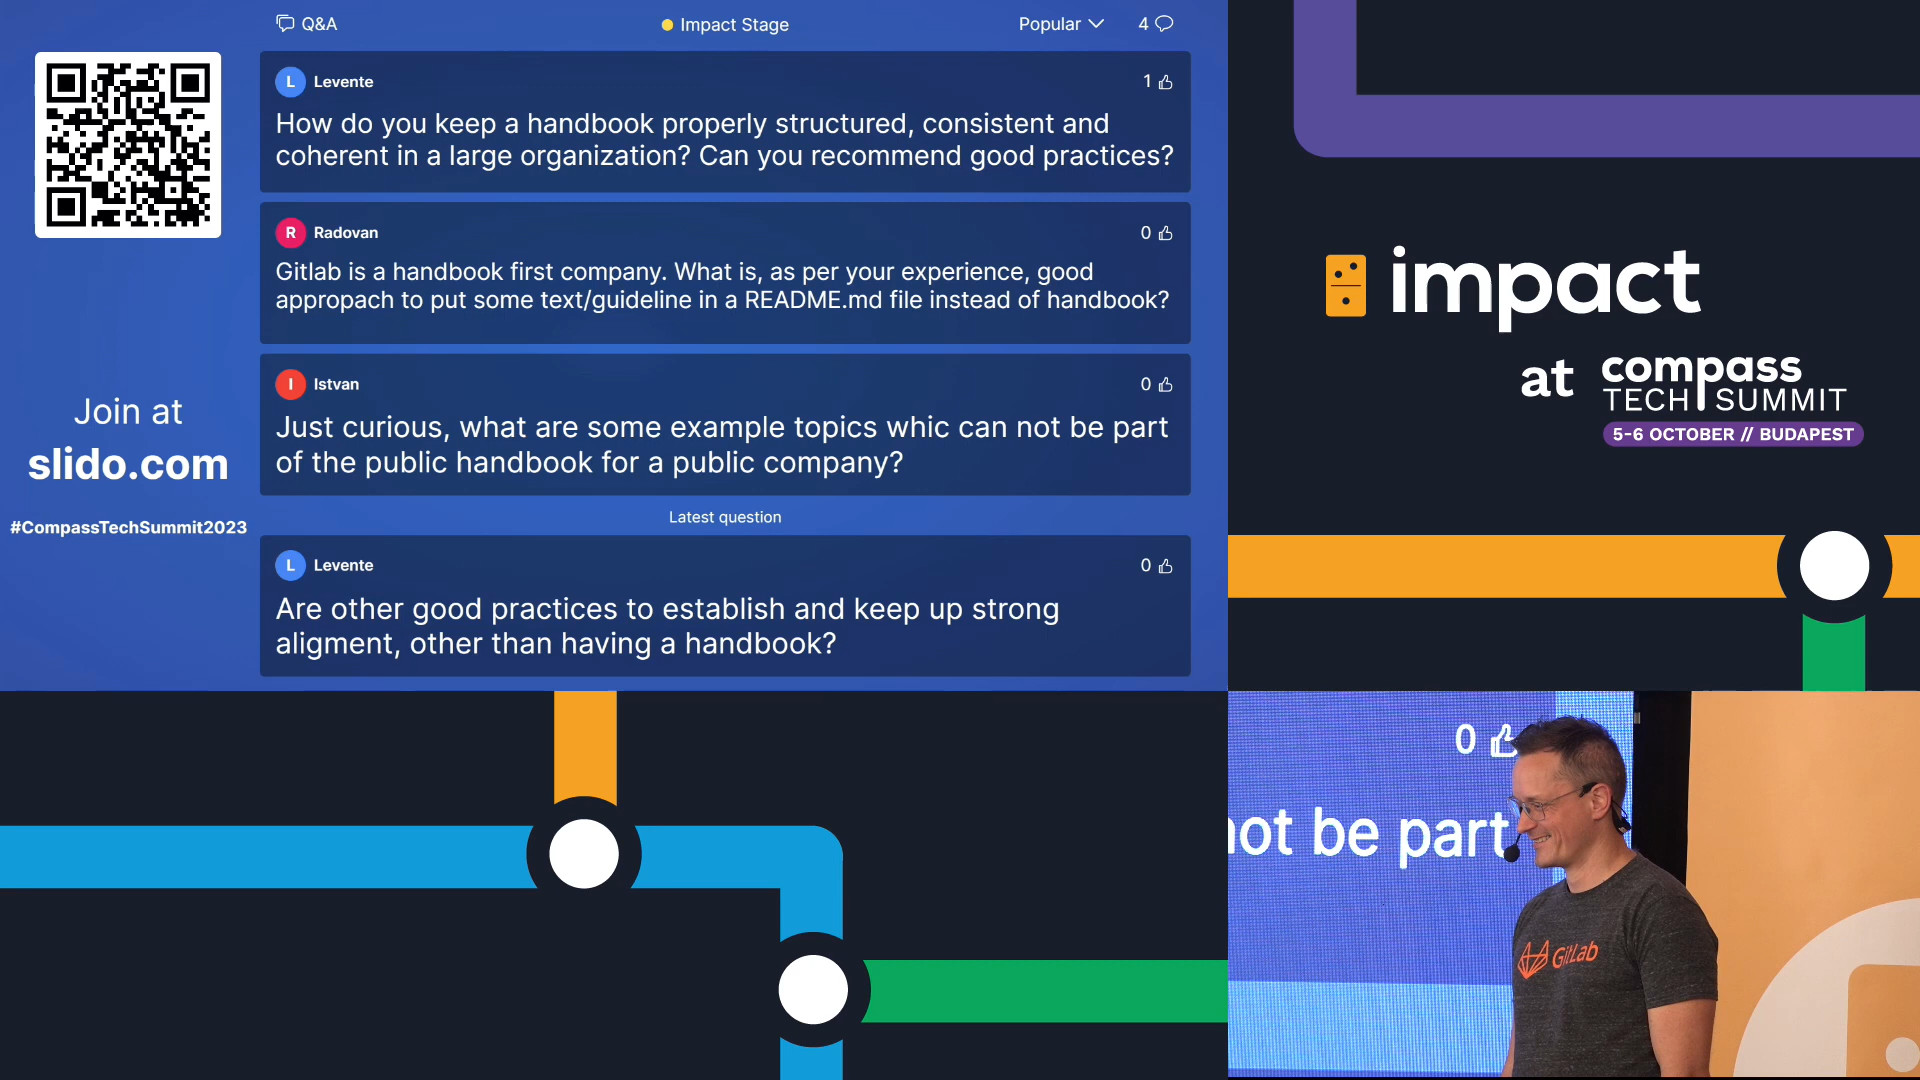 Q&A
Impact Stage
Popular
4
L Levente
1
How do you keep a handbook properly structured, consistent and
coherent in a large organization? Can you recommend good practices?
R Radovan
0
Gitlab is a handbook first company. What is, as per your experience, good
appropach to put some text/guideline in a README.md file instead of handbook?
I Istvan
0
Just curious, what are some example topics whic can not be part
of the public handbook for a public company?
Latest question
L Levente
0
Are other good practices to establish and keep up strong
aligment, other than having a handbook?
Join at
slido.com
#CompassTechSummit2023
impact
at compass
TECH SUMMIT
5-6 OCTOBER // BUDAPEST
0
not be part
GitLab